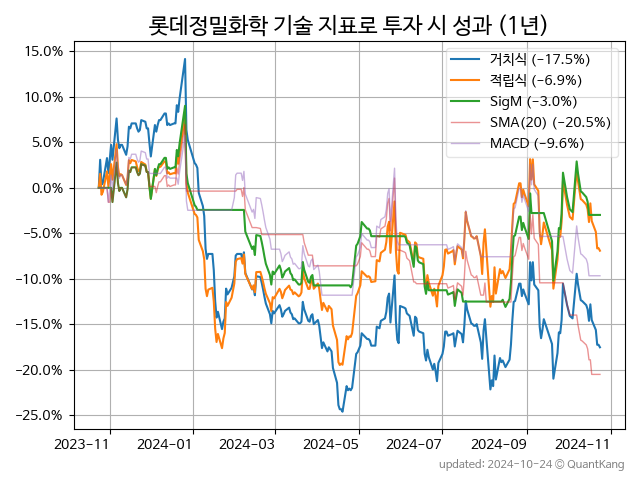 롯데정밀화학 기술 지표로 투자 시 성과 (1년)
15.0%
10.0%
5.0%
0.0%
-5.0%
-10.0%
-15.0%
-20.0%
-25.0%
거치식 (-17.5%)
적립식 (-6.9%)
SigM (-3.0%)
SMA(20) (-20.5%)
MACD (-9.6%)
2023-11
2024-01
2024-03
2024-05
2024-07
2024-09
2024-11
updated: 2024-10-24 © QuantKang